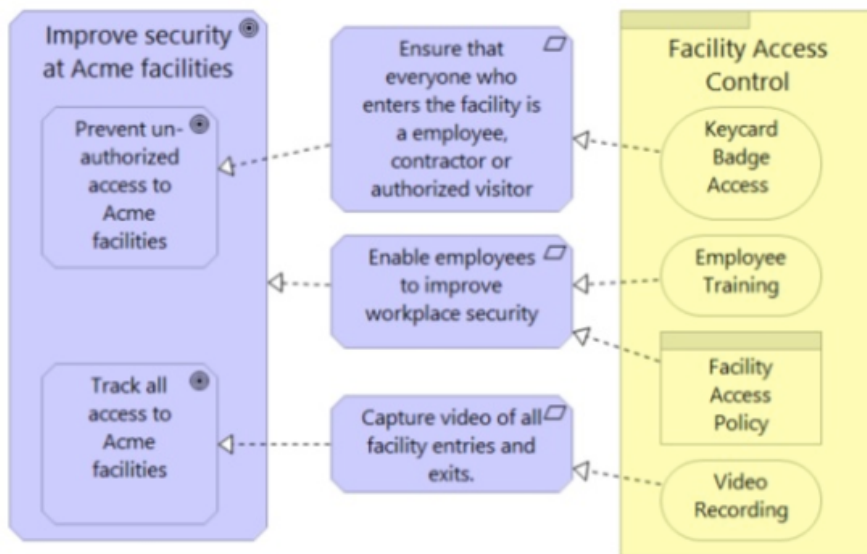 Improve security
at Acme facilities
Prevent un-
authorized
access to
Acme
facilities
Track all
access to
Acme
facilities
Ensure that
everyone who
enters the facility is
a employee,
contractor or
authorized visitor
Enable employees
to improve
workplace security
Capture video of all
facility entries and
exits.
Facility Access
Control
Keycard
Badge
Access
Employee
Training
Facility
Access
Policy
Video
Recording